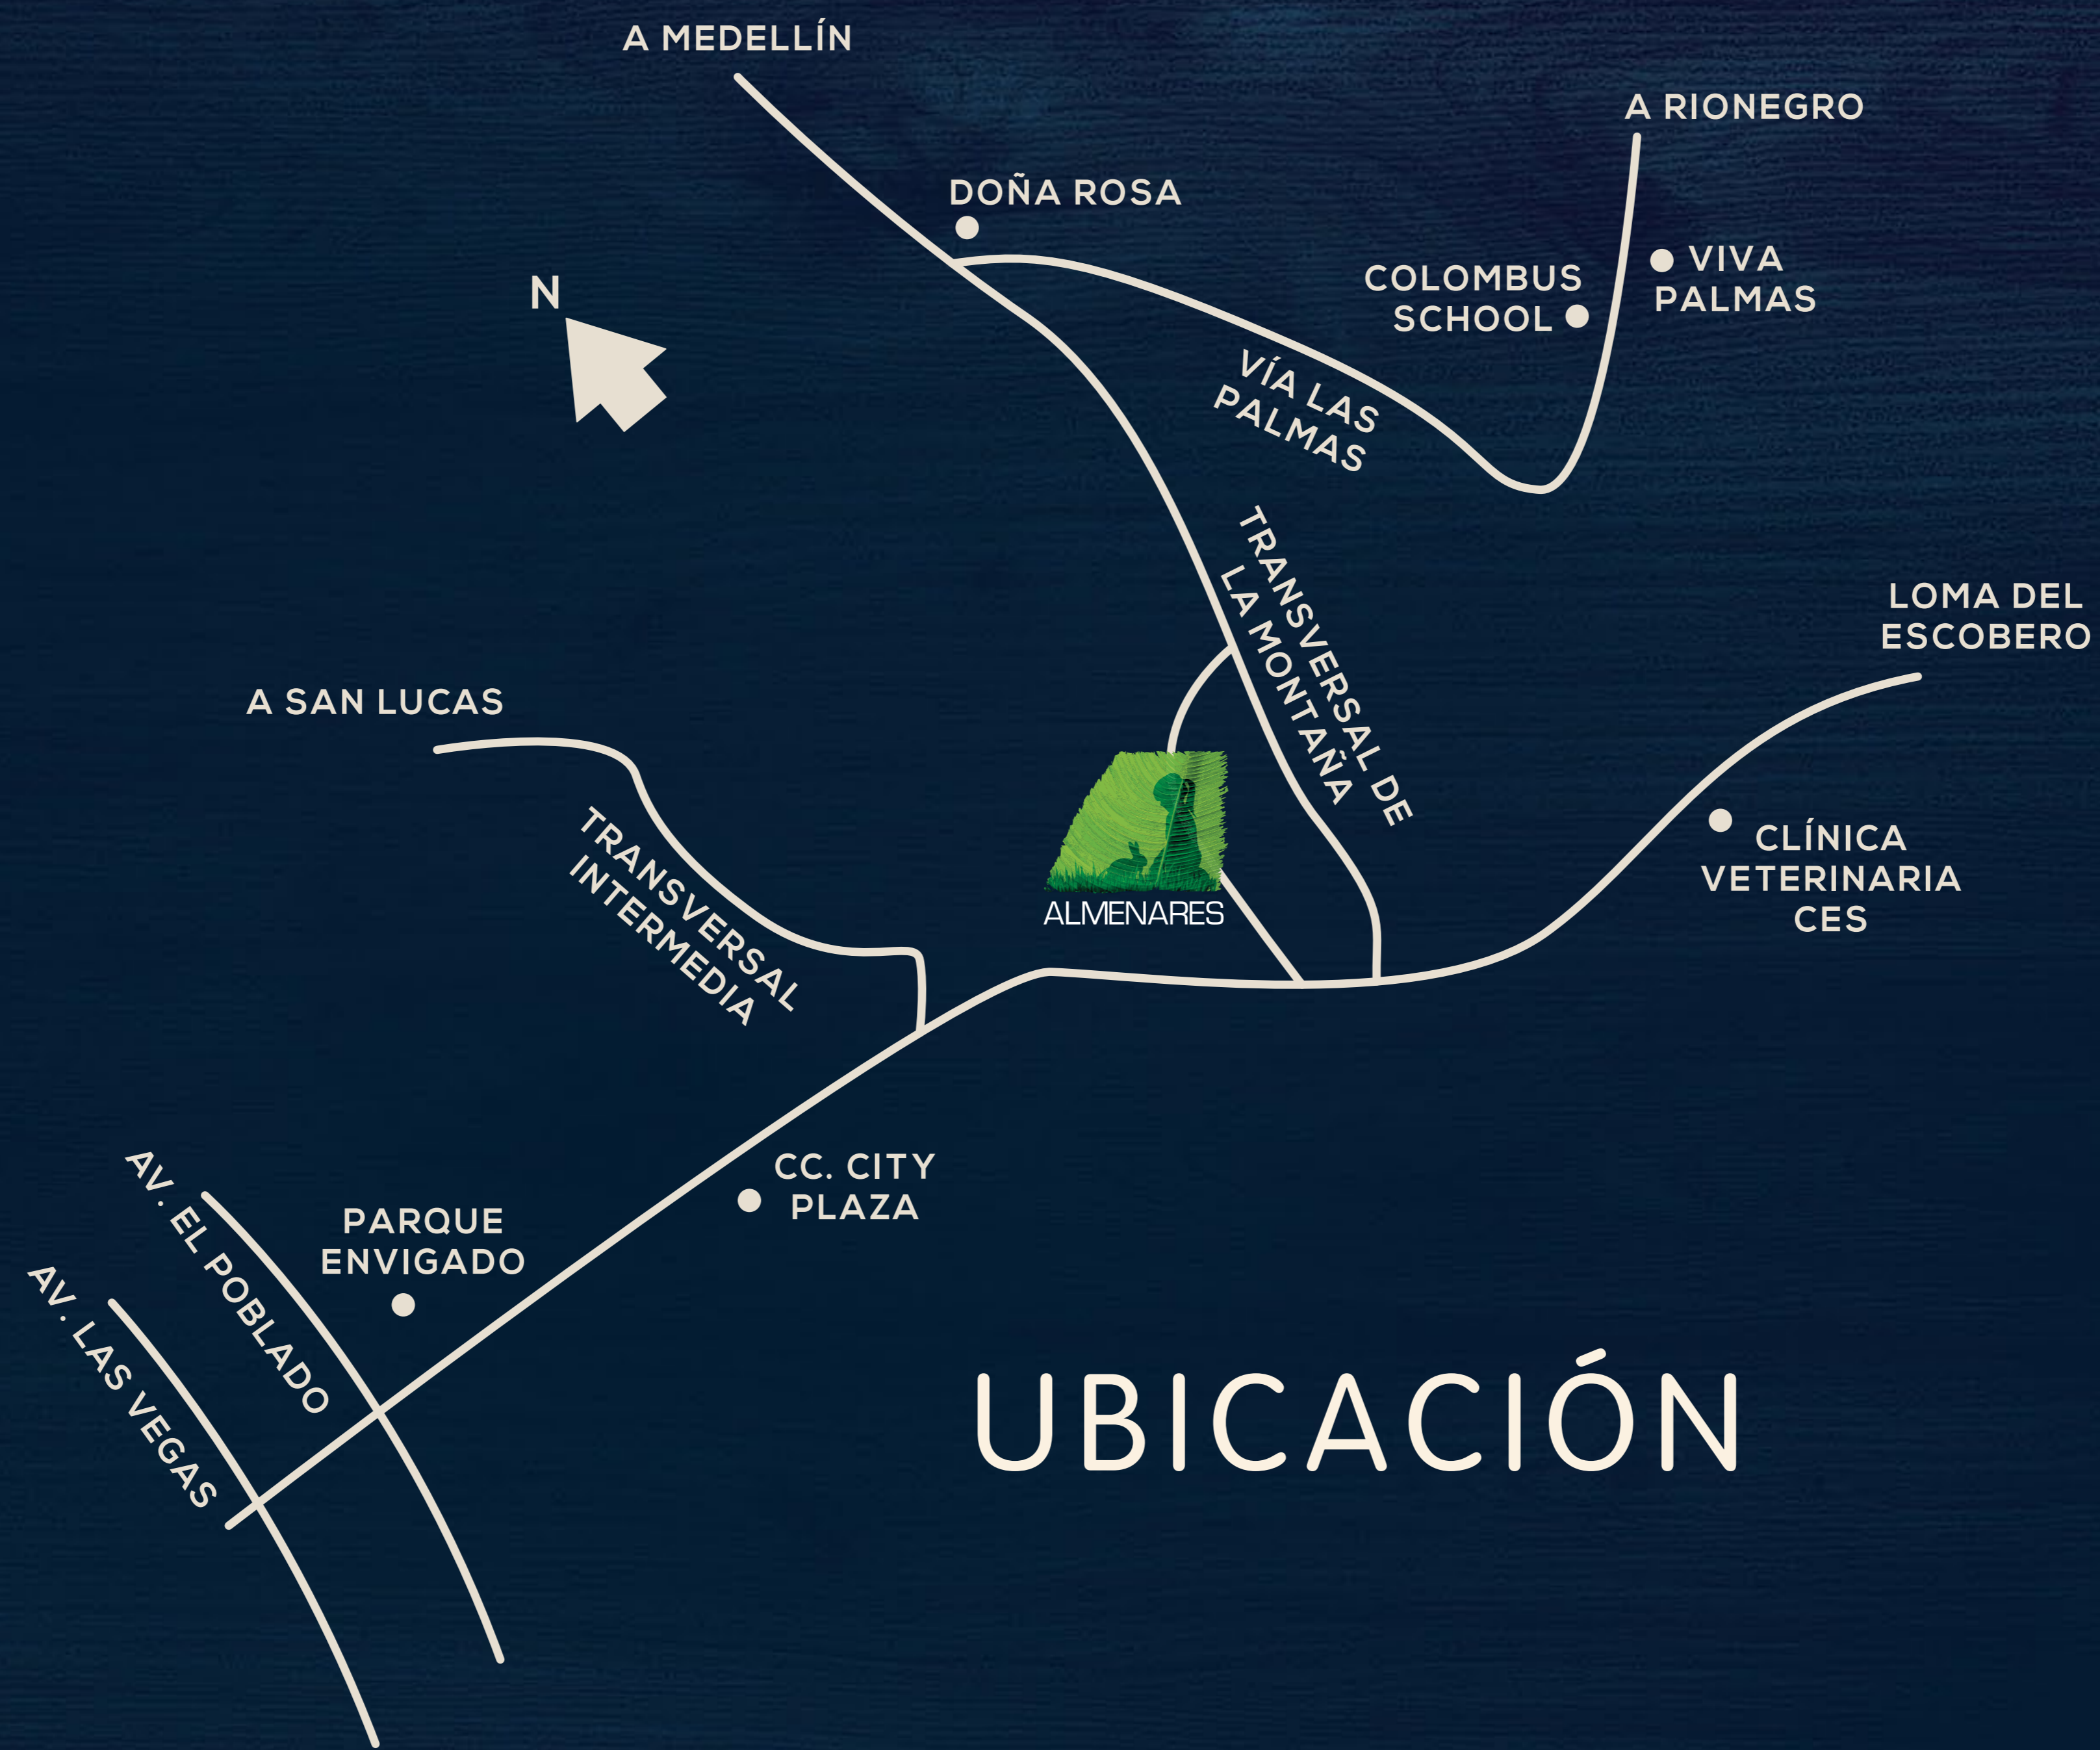 A MEDELLÍN
A RIONEGRO
DOÑA ROSA
VIVA
PALMAS
COLOMBUS
SCHOOL
N
VÍA LAS
PALMAS
TRANSVERSAL DE
LA MONTAÑA
LOMA DEL
ESCOBERO
A SAN LUCAS
TRANSVERSAL
INTERMEDIA
ALMENARES
CLÍNICA
VETERINARIA
CES
CC. CITY
PLAZA
AV. EL POBLADO
PARQUE
ENVIGADO
AV. LAS VEGAS
UBICACIÓN